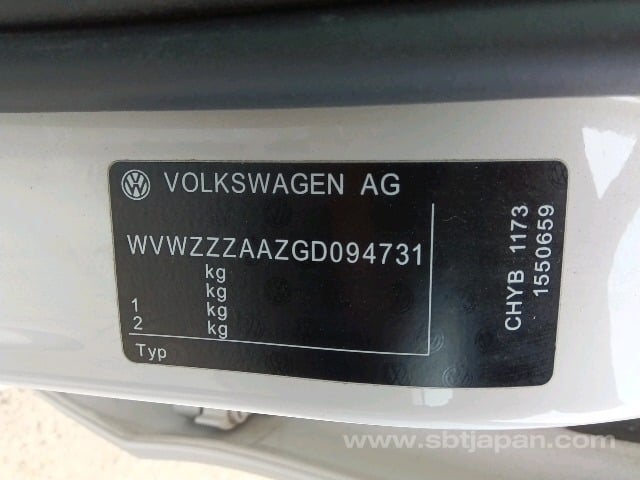 VOLKSWAGEN AG
WVWZZZAAZGD094731
kg
kg
1 kg
2 kg
Typ
CHYB 1173
1550659
www.sbtjapan.com